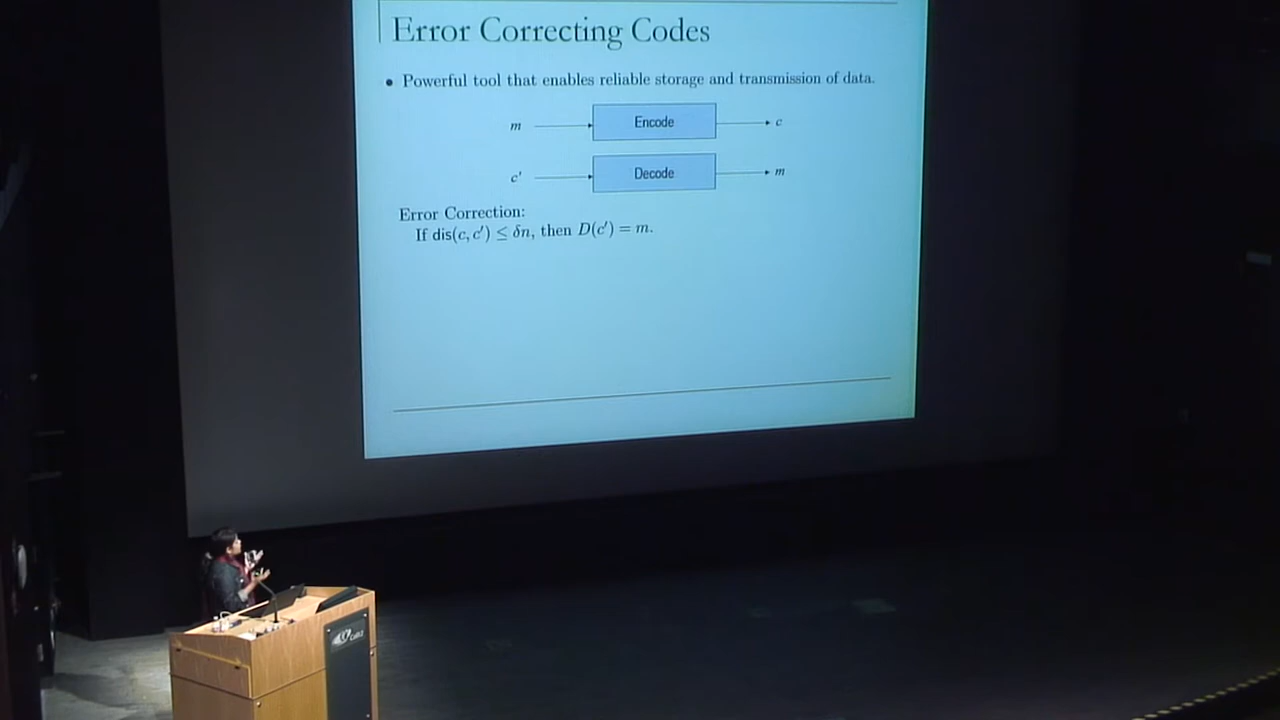 Error Correcting Codes
• Powerful tool that enables reliable storage and transmission of data.
m Encode c
c′ Decode m
Error Correction:
If dis(c, c′) ≤ δn, then D(c′) = m.